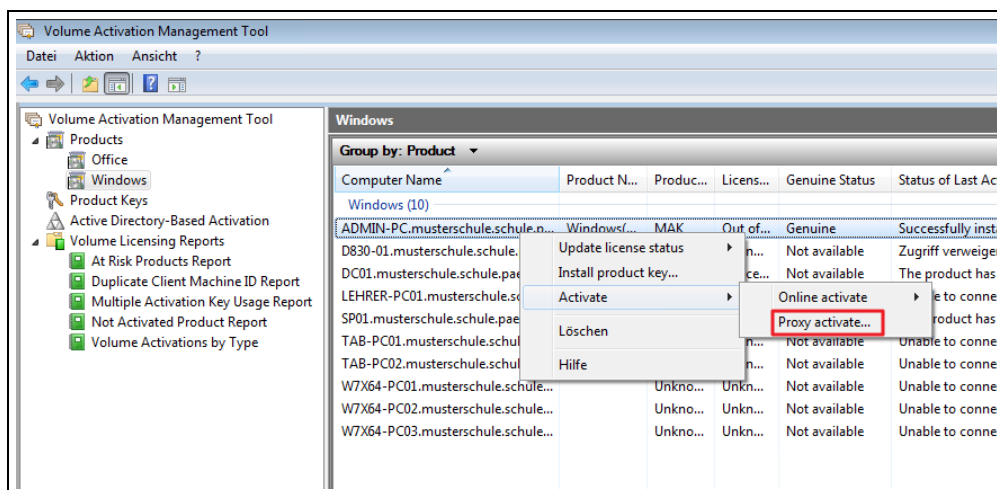 Volume Activation Management Tool
Datei Aktion Ansicht ?
Volume Activation Management Tool
Products
Office
Windows
Product Keys
Active Directory-Based Activation
Volume Licensing Reports
At Risk Products Report
Duplicate Client Machine ID Report
Multiple Activation Key Usage Report
Not Activated Product Report
Volume Activations by Type
Windows
Group by: Product
Computer Name Product N... Produc... Licens... Genuine Status Status of Last Ac
Windows (10)
ADMIN-PC.musterschule.schule.p... Windows(... MAK Out of... Genuine Successfully inst
D830-01.musterschule.schule. n... Not available Zugriff verweige
DC01.musterschule.schule.pae ce... Not available The product has
LEHRER-PC01.musterschule.sc e to conne
SP01.musterschule.schule.pae roduct has
TAB-PC01.musterschule.schul n... Not available Unable to conne
TAB-PC02.musterschule.schul n... Not available Unable to conne
W7X64-PC01.musterschule.schule... Unkno... Unkn... Not available Unable to conne
W7X64-PC02.musterschule.schule... Unkno... Unkn... Not available Unable to conne
W7X64-PC03.musterschule.schule... Unkno... Unkn... Not available Unable to conne
Update license status
Install product key...
Activate
Löschen
Hilfe
Online activate
Proxy activate...